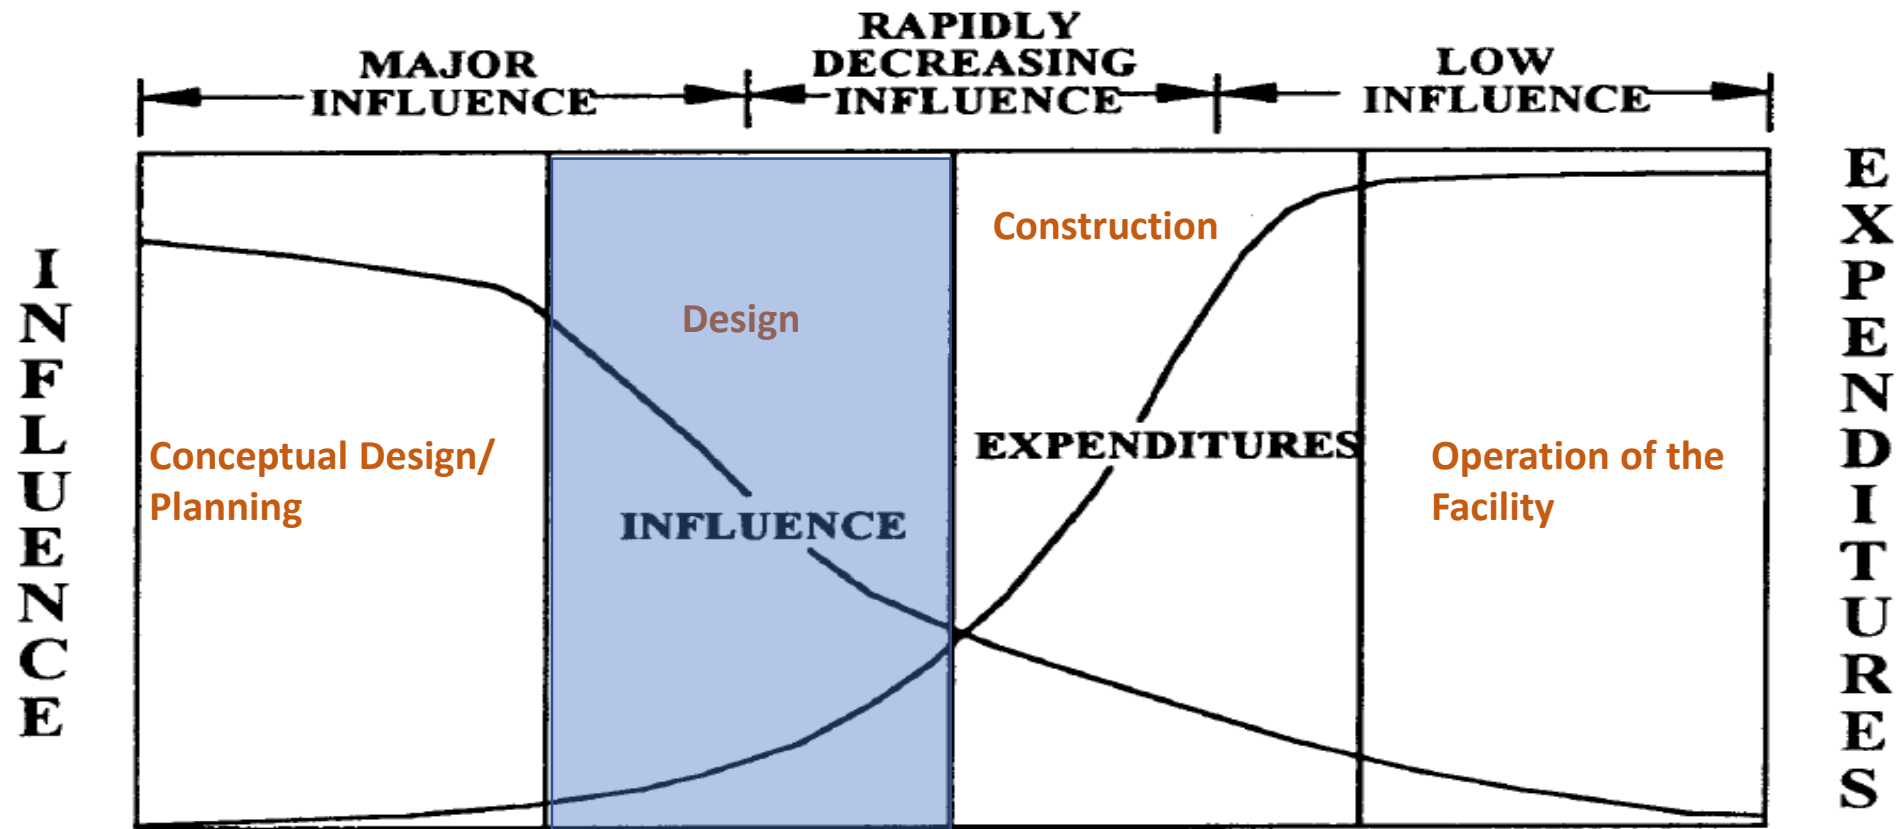 MAJOR
INFLUENCE
RAPIDLY
DECREASING
INFLUENCE
LOW
INFLUENCE
INFLUENCE
Conceptual Design/
Planning
Design
INFLUENCE
Construction
EXPENDITURES
Operation of the
Facility
EXPENDITURES